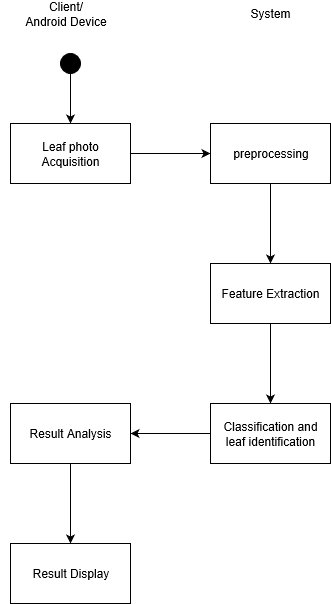 Client/
Android Device
System
Leaf photo
Acquisition
preprocessing
Feature Extraction
Classification and
leaf identification
Result Analysis
Result Display